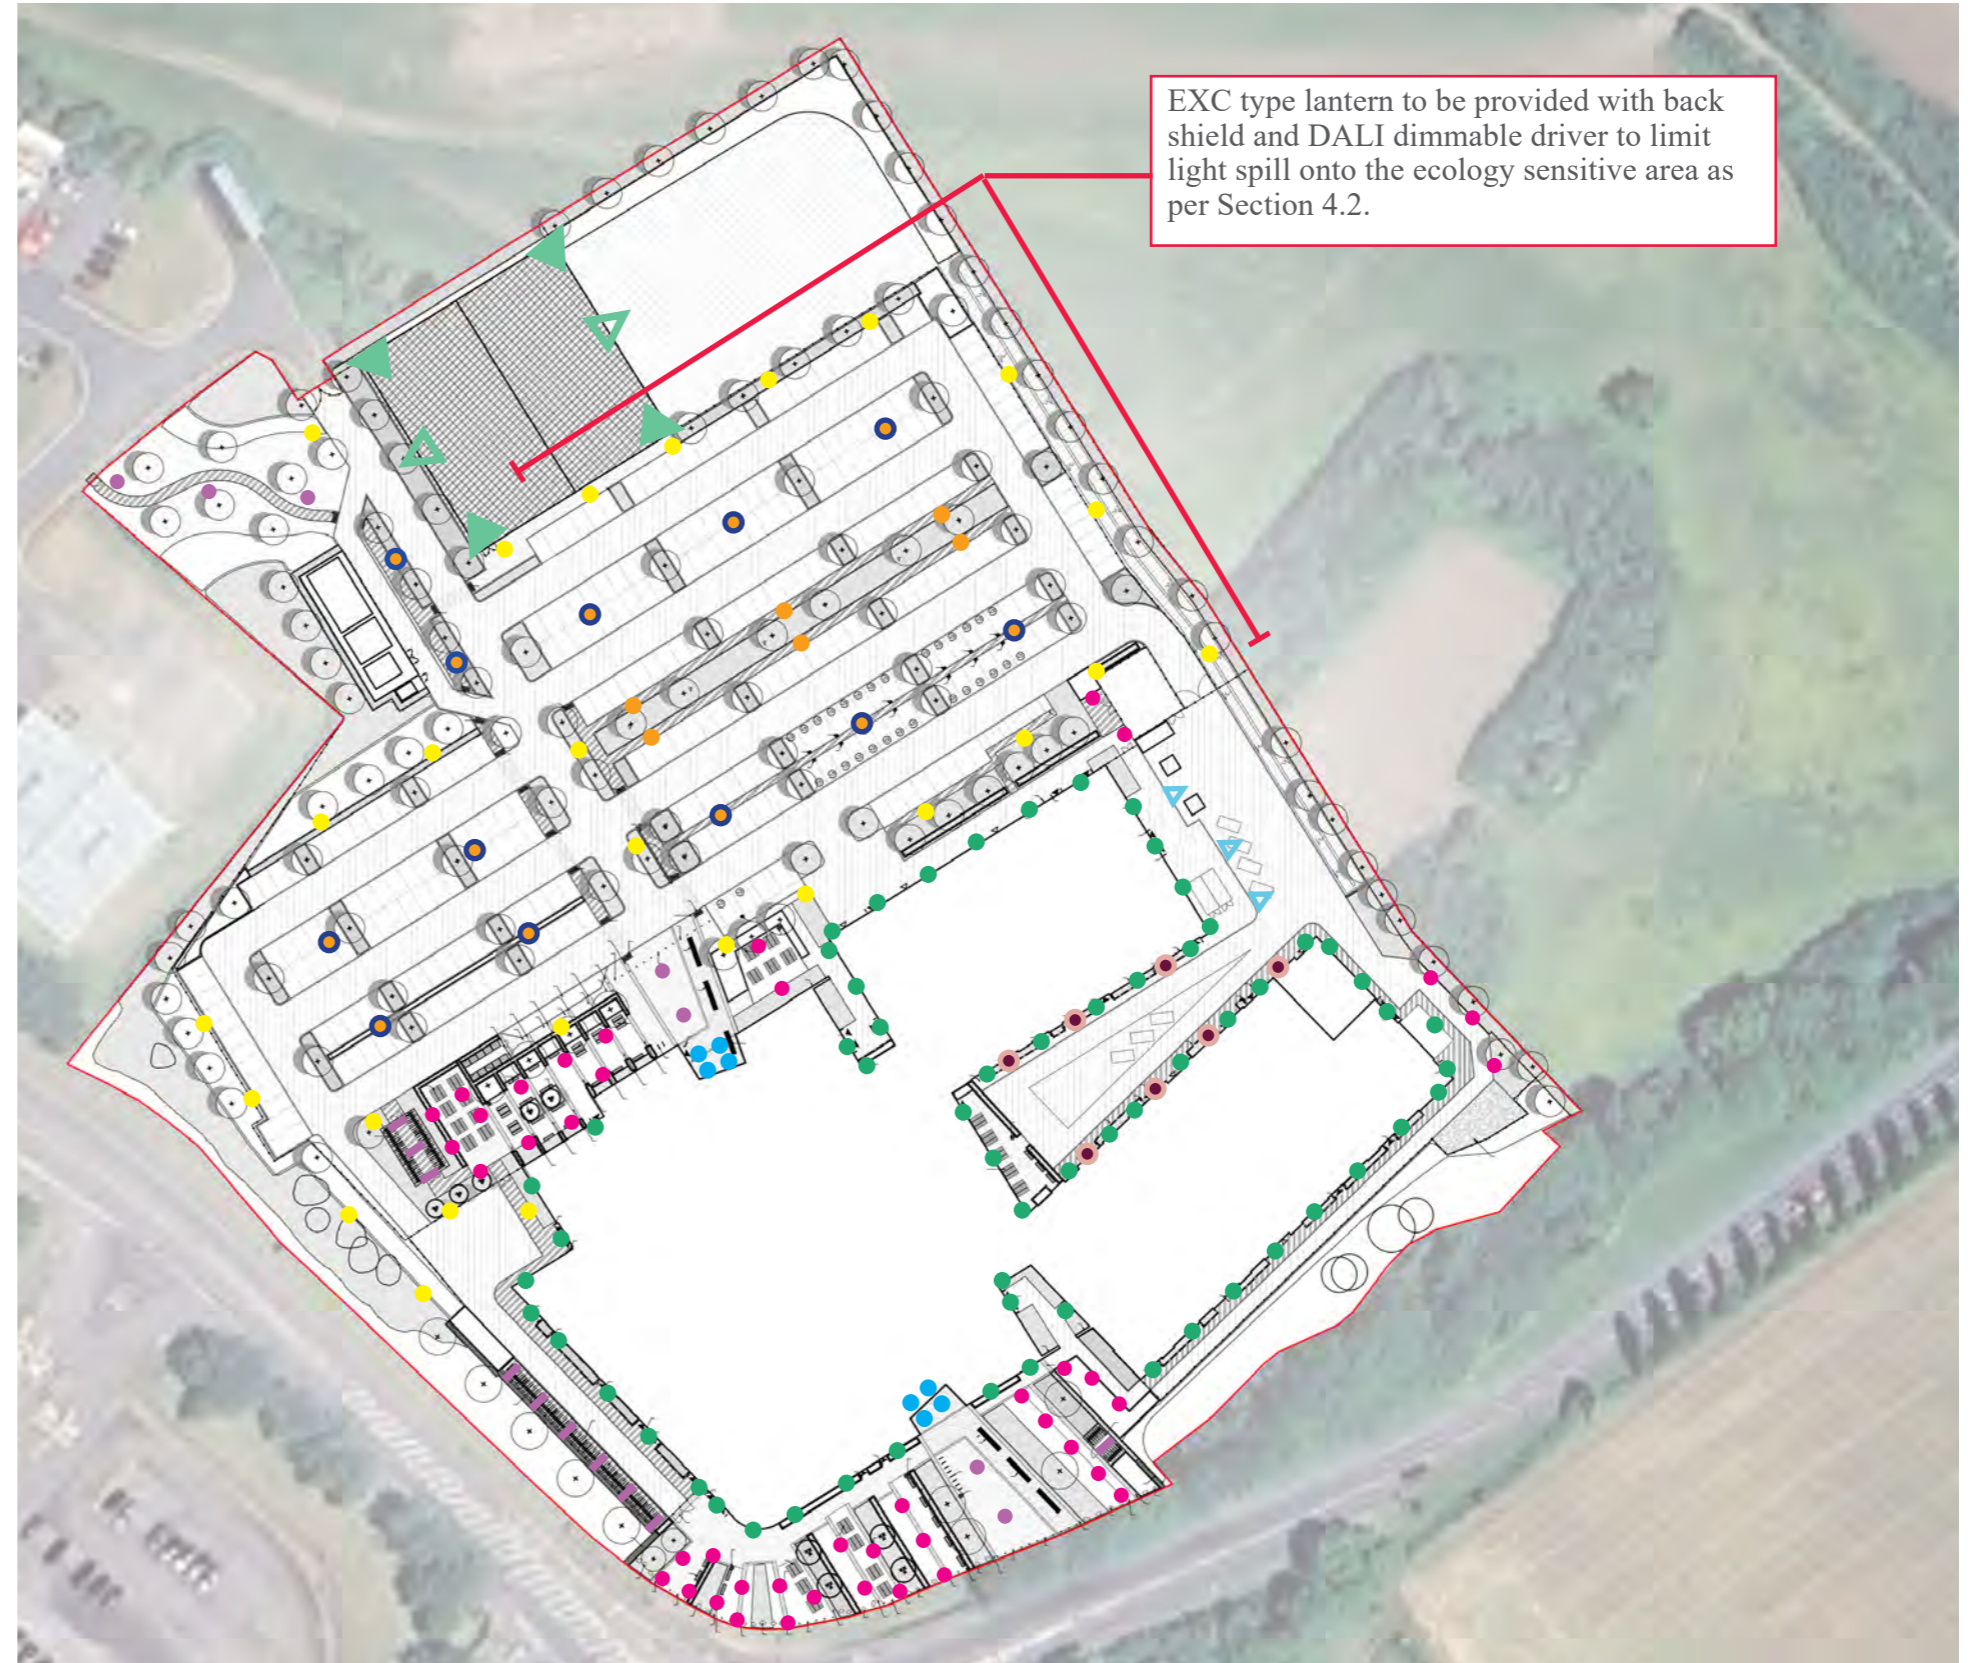 EXC type lantern to be provided with back
shield and DALI dimmable driver to limit
light spill onto the ecology sensitive area as
per Section 4.2.